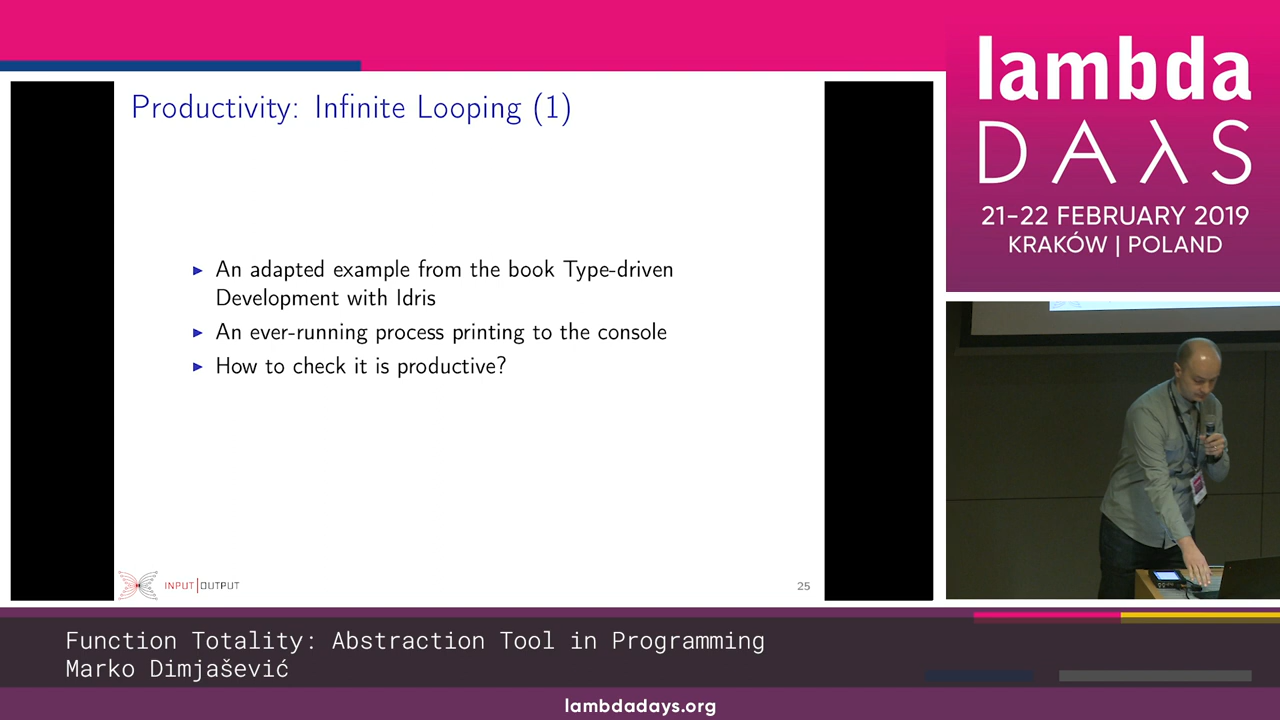 Productivity: Infinite Looping (1)
▶ An adapted example from the book Type-driven
Development with Idris
▶ An ever-running process printing to the console
▶ How to check it is productive?
INPUT|OUTPUT
25
lambda
DAλS
21–22 FEBRUARY 2019
KRAKÓW | POLAND
Function Totality: Abstraction Tool in Programming
Marko Dimjašević
lambdadays.org